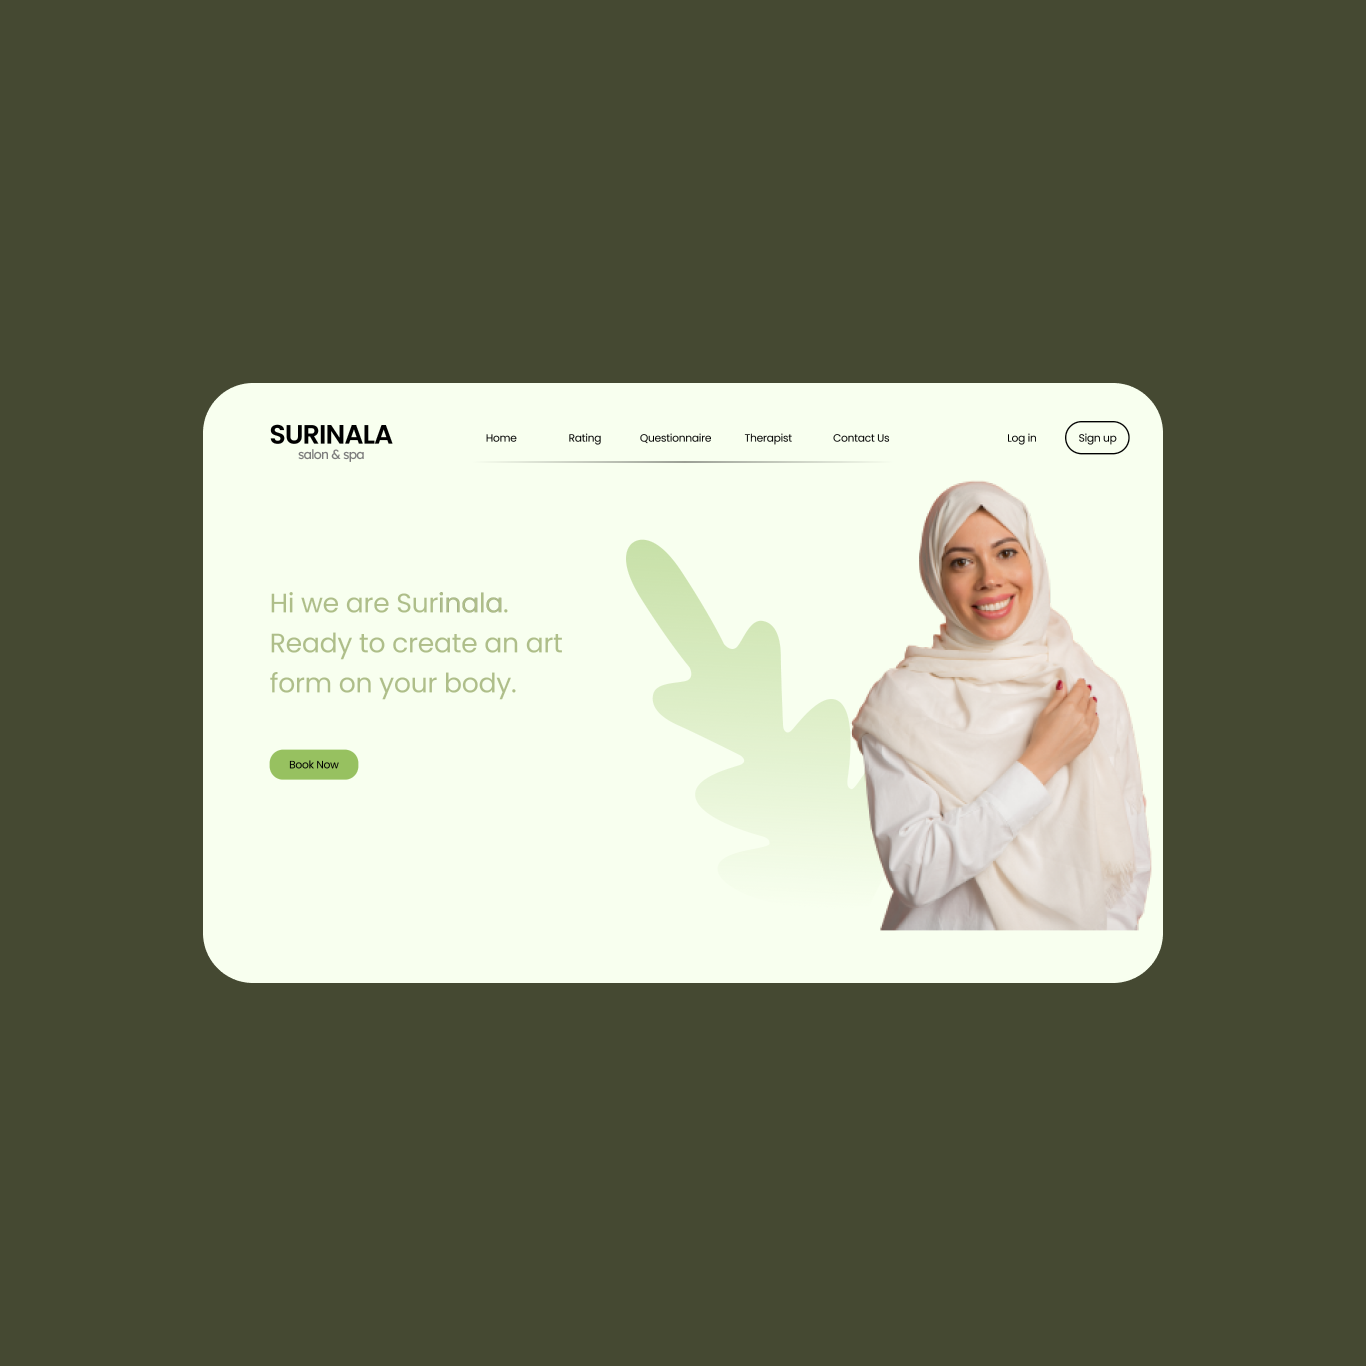 SURINALA
salon & spa
Home Rating Questionnaire Therapist Contact Us Log in Sign up
Hi we are Surinala.
Ready to create an art
form on your body.
Book Now